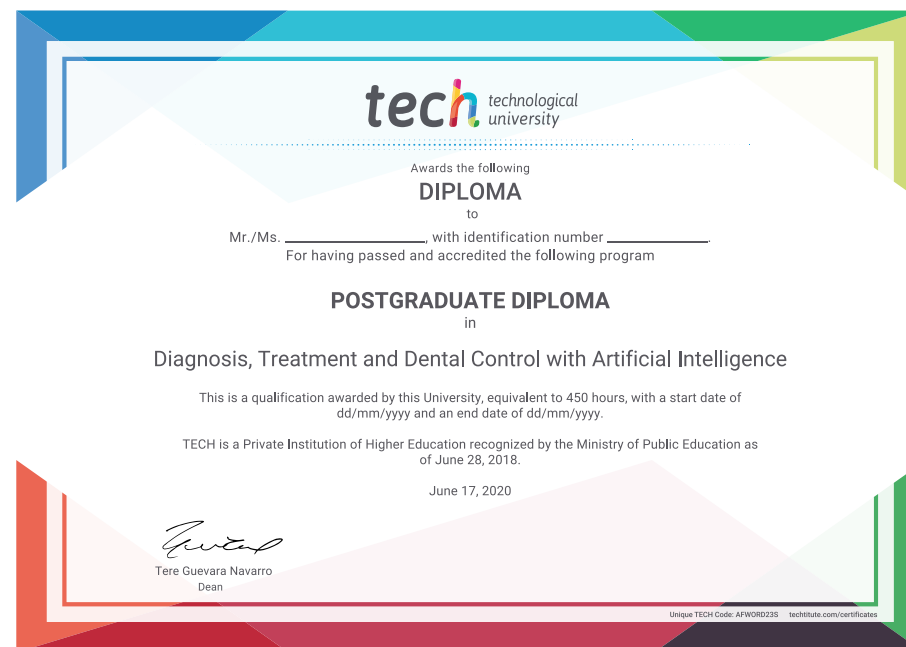 tech technological
university
Awards the following
DIPLOMA
to
Mr./Ms. ____________, with identification number ____________.
For having passed and accredited the following program
POSTGRADUATE DIPLOMA
in
Diagnosis, Treatment and Dental Control with Artificial Intelligence
This is a qualification awarded by this University, equivalent to 450 hours, with a start date of
dd/mm/yyyy and an end date of dd/mm/yyyy.
TECH is a Private Institution of Higher Education recognized by the Ministry of Public Education as
of June 28, 2018.
June 17, 2020
Tere Guevara Navarro
Dean
Unique TECH Code: AFWORD23S techtitute.com/certificates